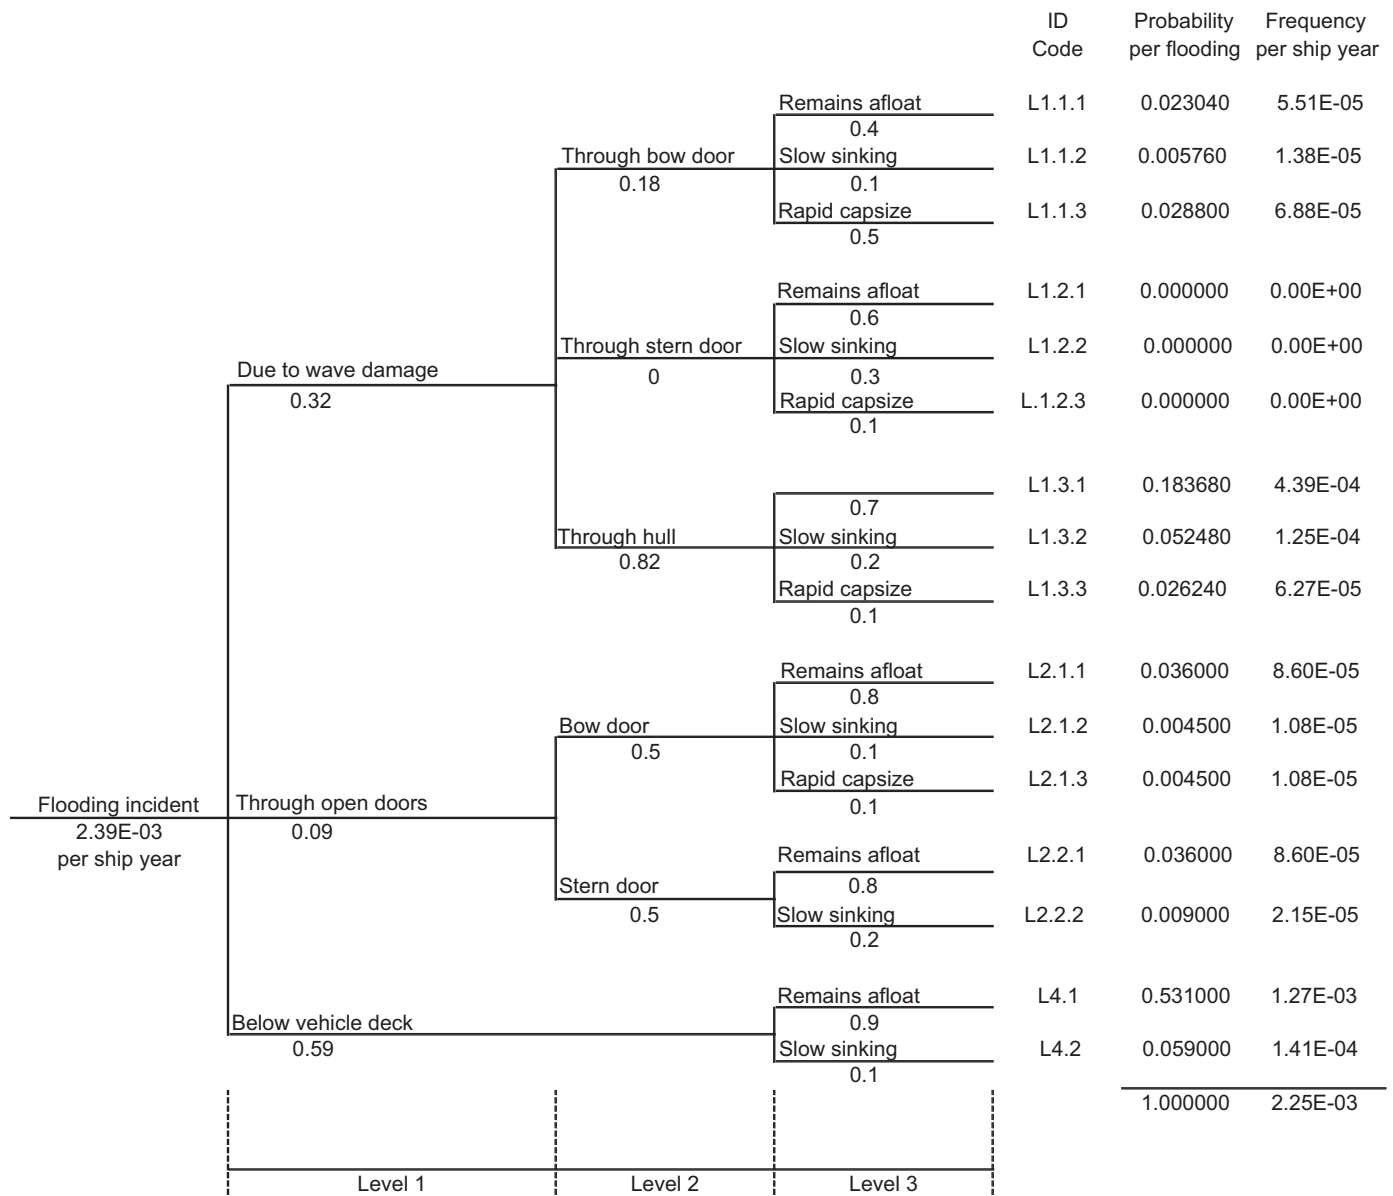 ID Probability Frequency
Code per flooding per ship year
Remains afloat L1.1.1 0.023040 5.51E-05
0.4
Through bow door Slow sinking L1.1.2 0.005760 1.38E-05
0.18 0.1
Rapid capsize L1.1.3 0.028800 6.88E-05
0.5
Remains afloat L1.2.1 0.000000 0.00E+00
0.6
Through stern door Slow sinking L1.2.2 0.000000 0.00E+00
Due to wave damage 0 0.3
0.32 Rapid capsize L.1.2.3 0.000000 0.00E+00
0.1
L1.3.1 0.183680 4.39E-04
0.7
Through hull Slow sinking L1.3.2 0.052480 1.25E-04
0.82 0.2
Rapid capsize L1.3.3 0.026240 6.27E-05
0.1
Remains afloat L2.1.1 0.036000 8.60E-05
0.8
Bow door Slow sinking L2.1.2 0.004500 1.08E-05
0.5 0.1
Rapid capsize L2.1.3 0.004500 1.08E-05
Flooding incident Through open doors 0.1
2.39E-03 0.09
per ship year Remains afloat L2.2.1 0.036000 8.60E-05
Stern door 0.8
0.5 Slow sinking L2.2.2 0.009000 2.15E-05
0.2
Remains afloat L4.1 0.531000 1.27E-03
Below vehicle deck 0.9
0.59 Slow sinking L4.2 0.059000 1.41E-04
0.1
1.000000 2.25E-03
Level 1 Level 2 Level 3